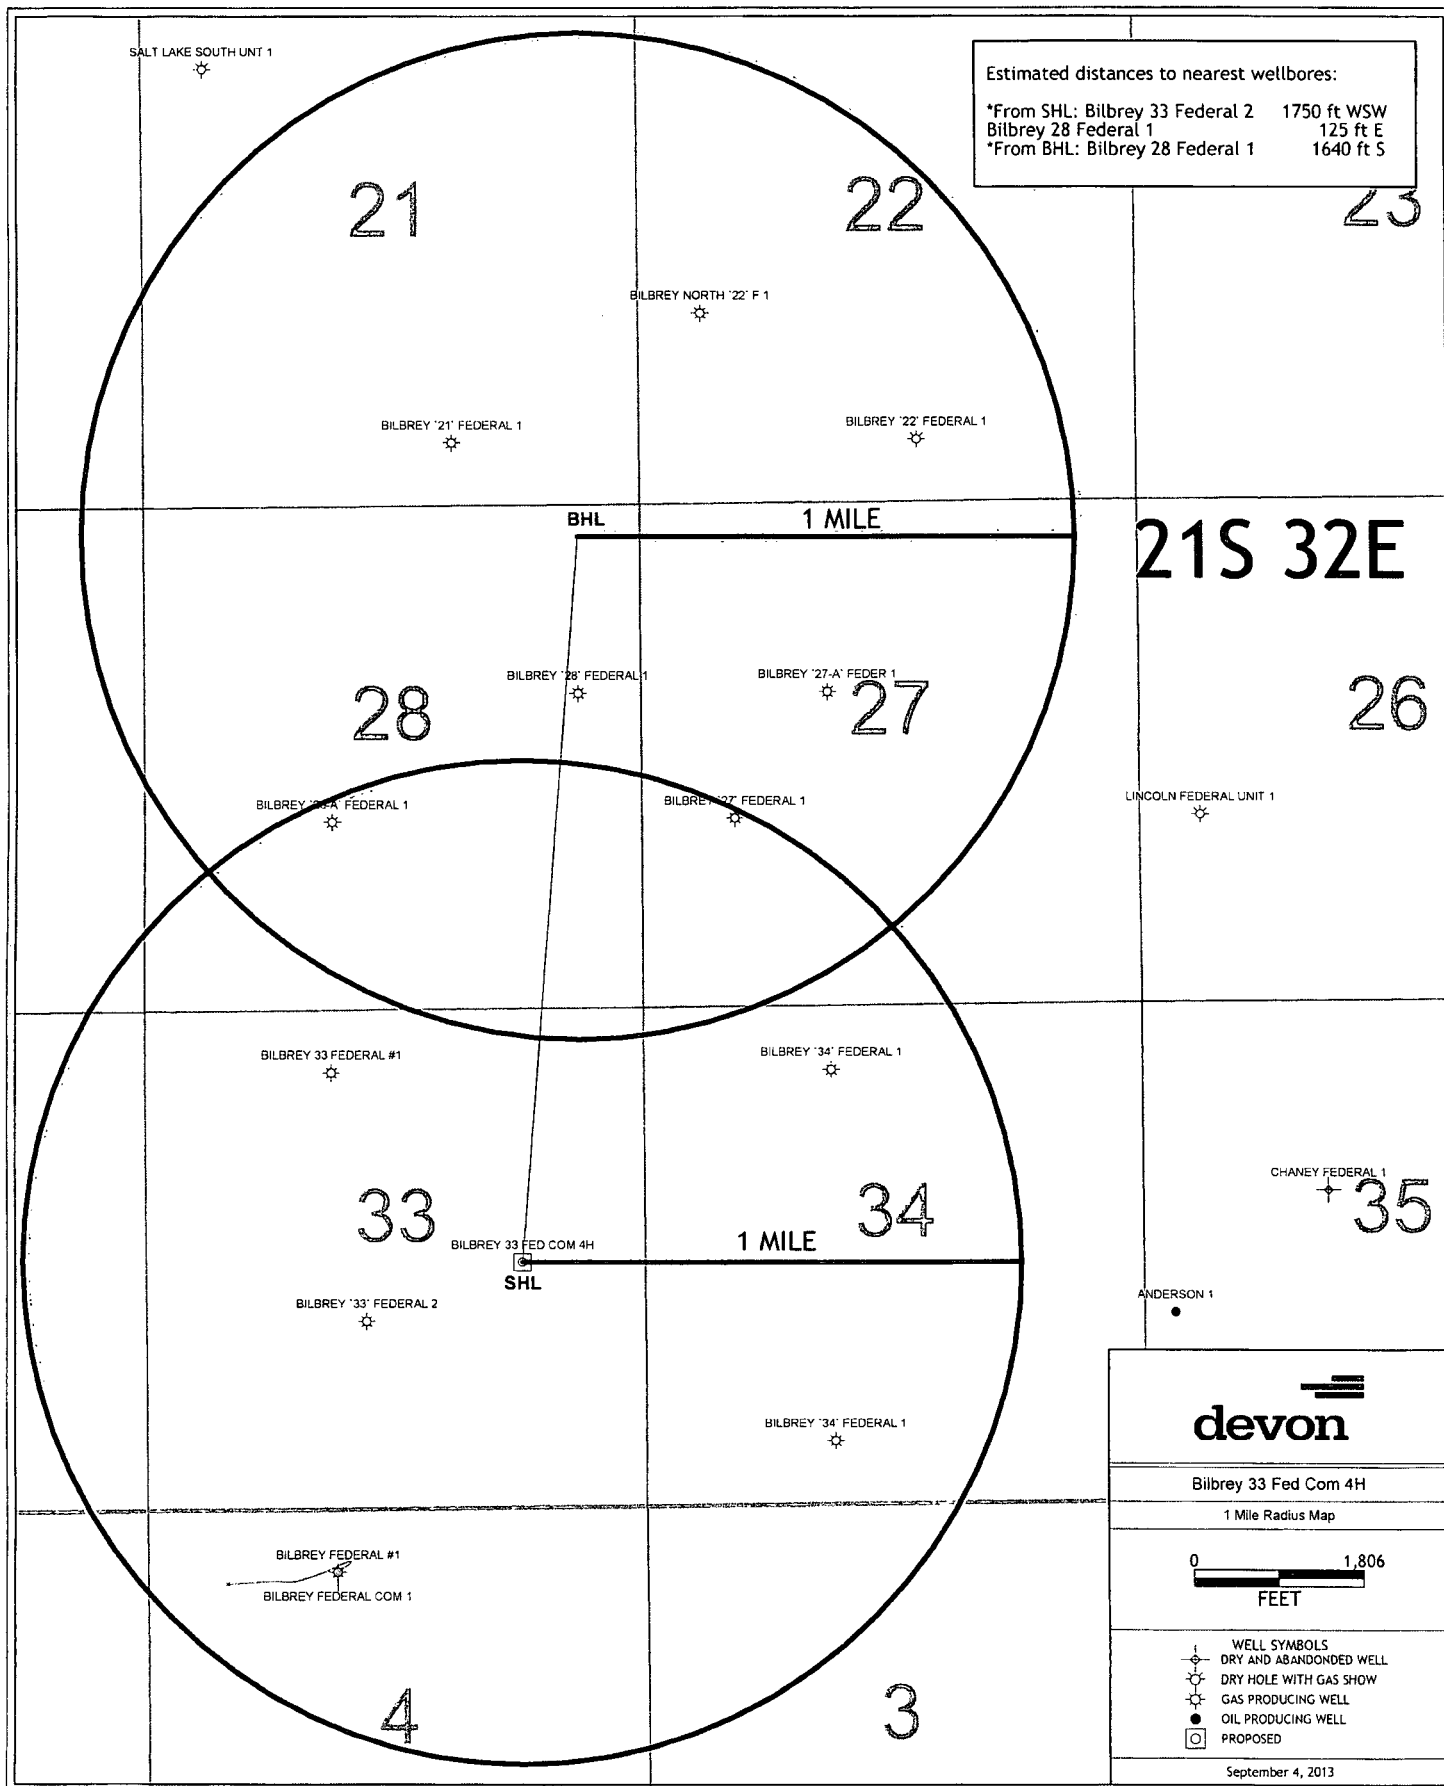 SALT LAKE SOUTH UNT 1
Estimated distances to nearest wellbores:
*From SHL: Bilbrey 33 Federal 2 1750 ft WSW
Bilbrey 28 Federal 1 125 ft E
*From BHL: Bilbrey 28 Federal 1 1640 ft S
21
22
23
BILBREY NORTH '22' F 1
BILBREY '21' FEDERAL 1
BILBREY '22' FEDERAL 1
BHL
1 MILE
21S 32E
BILBREY '28' FEDERAL 1
BILBREY '27-A' FEDER 1
28
27
26
BILBREY '28-A' FEDERAL 1
BILBREY '27' FEDERAL 1
LINCOLN FEDERAL UNIT 1
BILBREY 33 FEDERAL #1
BILBREY '34' FEDERAL 1
CHANEY FEDERAL 1
33
34
35
BILBREY 33 FED COM 4H
1 MILE
SHL
BILBREY '33' FEDERAL 2
ANDERSON 1
BILBREY '34' FEDERAL 1
BILBREY FEDERAL #1
BILBREY FEDERAL COM 1
4
3
devon
Bilbrey 33 Fed Com 4H
1 Mile Radius Map
0 1,806
FEET
WELL SYMBOLS
DRY AND ABANDONDED WELL
DRY HOLE WITH GAS SHOW
GAS PRODUCING WELL
OIL PRODUCING WELL
PROPOSED
September 4, 2013